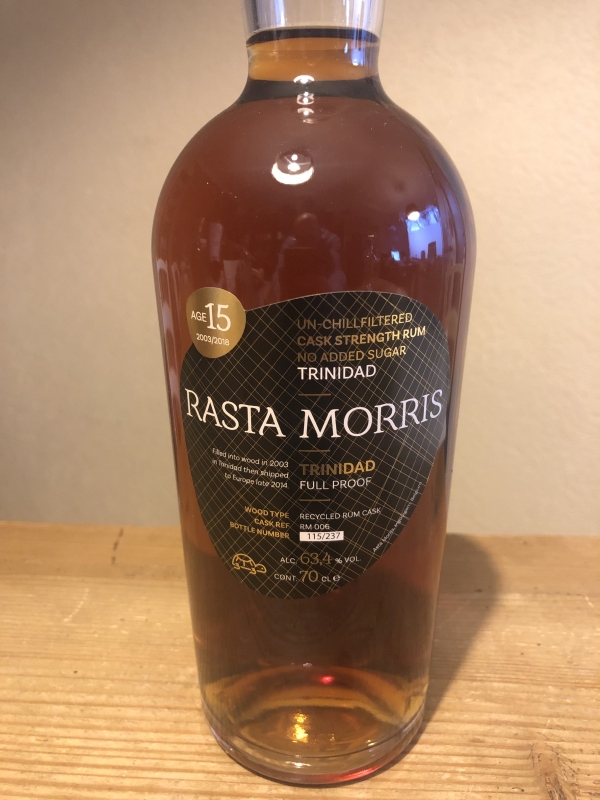 AGE 15
2003/2018
UN-CHILLFILTERED
CASK STRENGTH RUM
NO ADDED SUGAR
TRINIDAD
RASTA MORRIS
Filled into wood in 2003
in Trinidad then shipped
to Europe late 2014
TRINIDAD
FULL PROOF
WOOD TYPE RECYCLED RUM CASK
CASK REF. RM 006
BOTTLE NUMBER 115/237
ALC. 63,4 % VOL.
CONT. 70 CL e